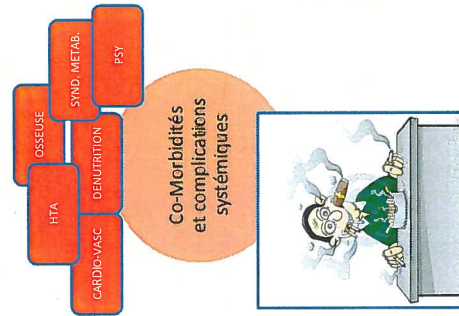 OSSEUSE
SYND. METAB.
HTA
PSY
DENUTRITION
CARDIO-VASC
Co-Morbidités
et complications
systémiques